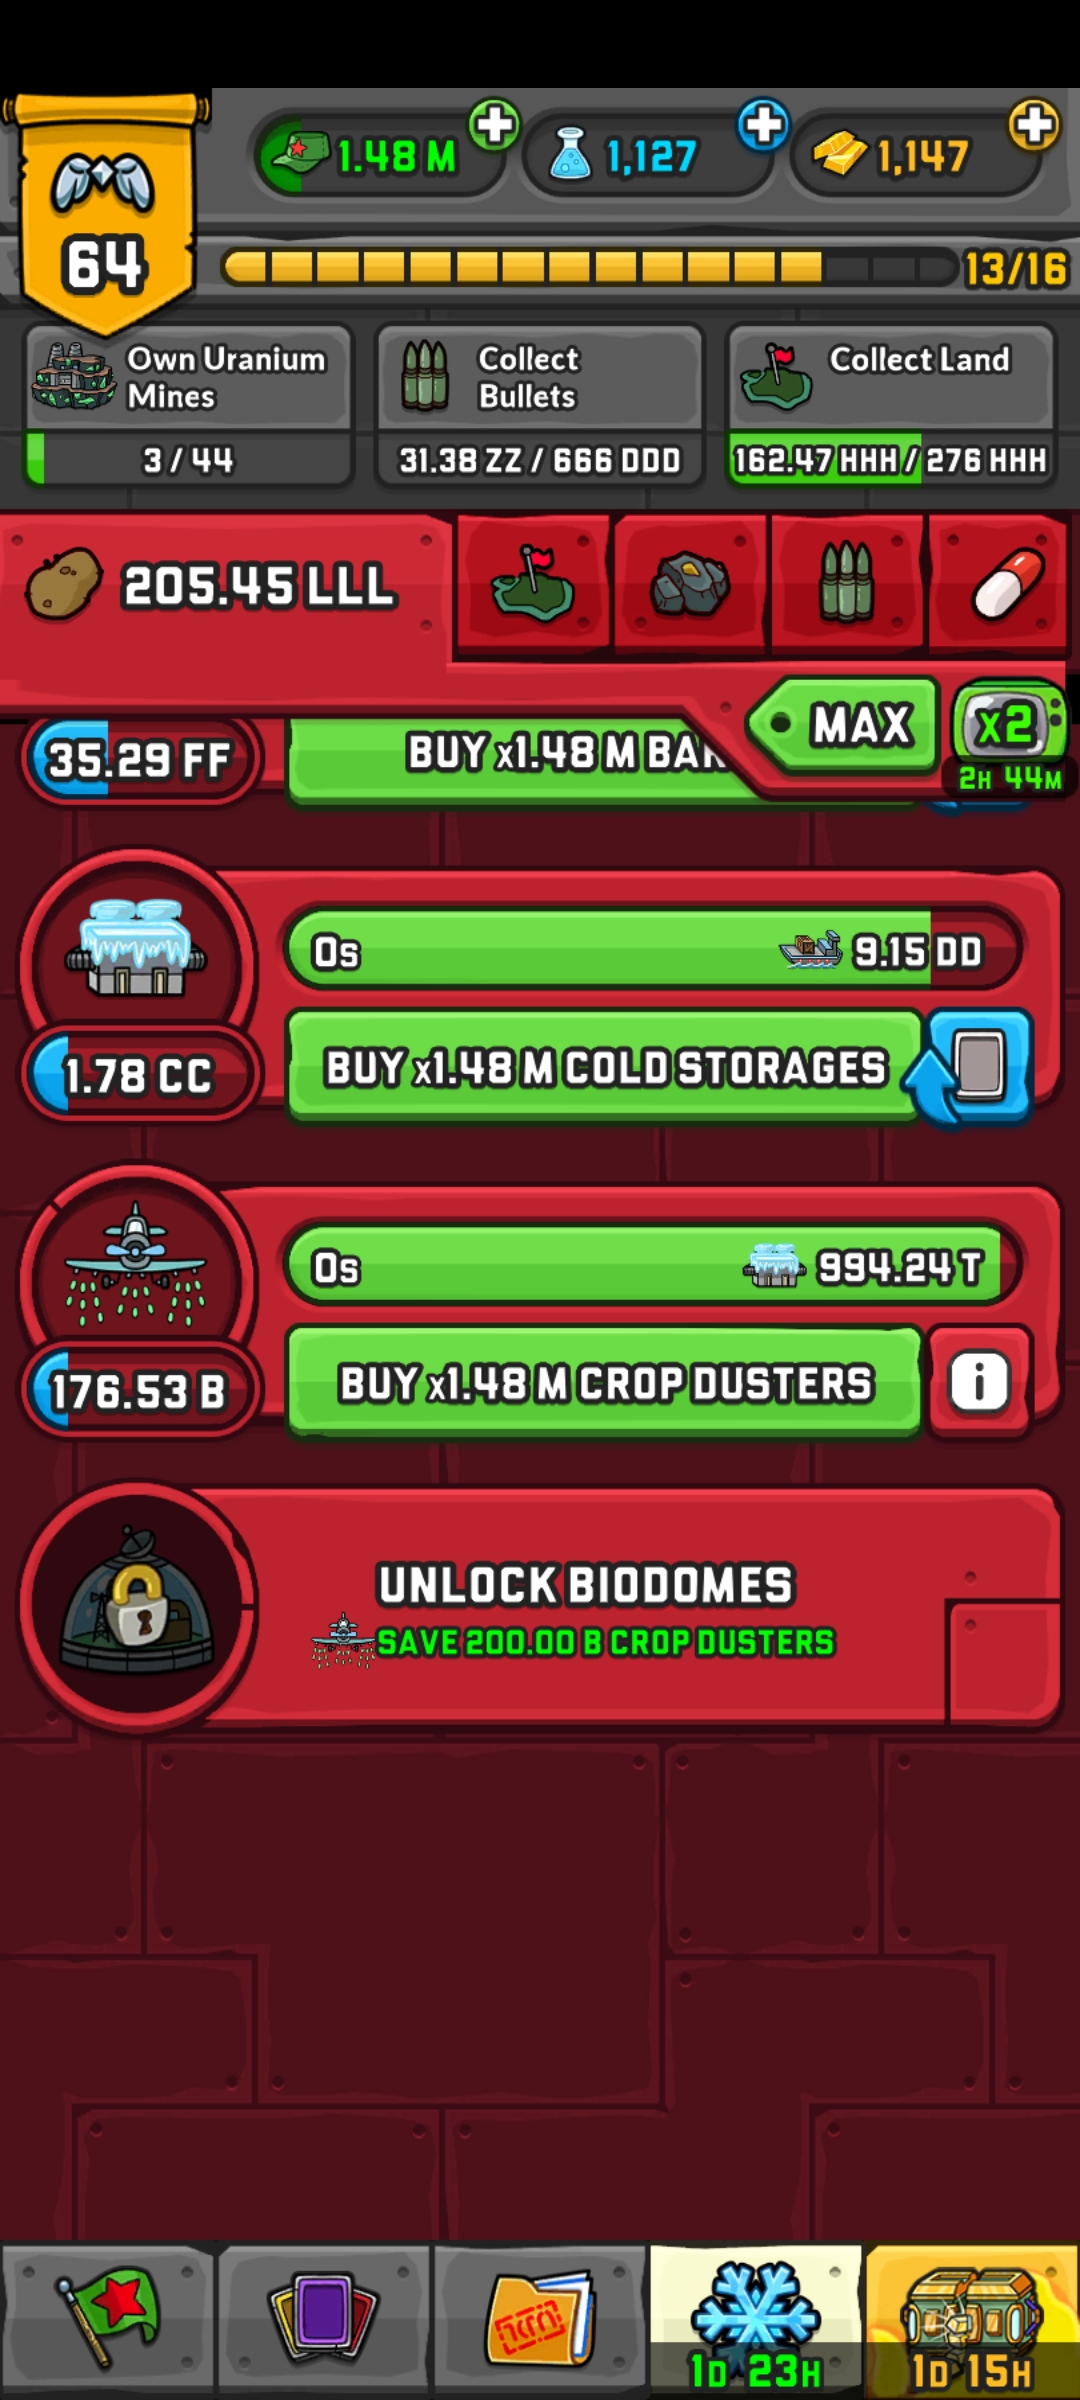 1.48 M
1,127
1,147
64
13/16
Own Uranium
Mines
3 / 44
Collect
Bullets
31.38 ZZ / 666 DDD
Collect Land
162.47 HHH / 276 HHH
205.45 LLL
MAX
x2
2H 44M
35.29 FF
BUY x1.48 M
0s
9.15 DD
1.78 CC
BUY x1.48 M COLD STORAGES
0s
994.24 T
176.53 B
BUY x1.48 M CROP DUSTERS
i
UNLOCK BIODOMES
SAVE 200.00 B CROP DUSTERS
1D 23H
1D 15H